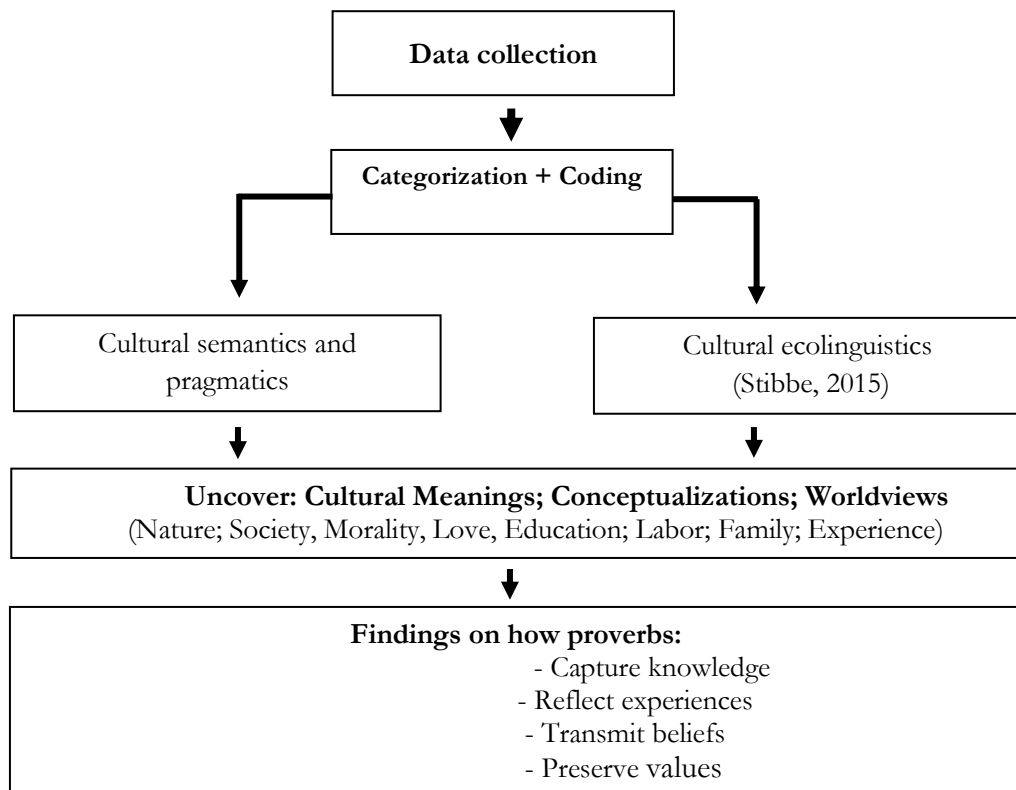 Data collection
Categorization + Coding
Cultural semantics and
pragmatics
Cultural ecolinguistics
(Stibbe, 2015)
Uncover: Cultural Meanings; Conceptualizations; Worldviews
(Nature; Society, Morality, Love, Education; Labor; Family; Experience)
Findings on how proverbs:
- Capture knowledge
- Reflect experiences
- Transmit beliefs
- Preserve values